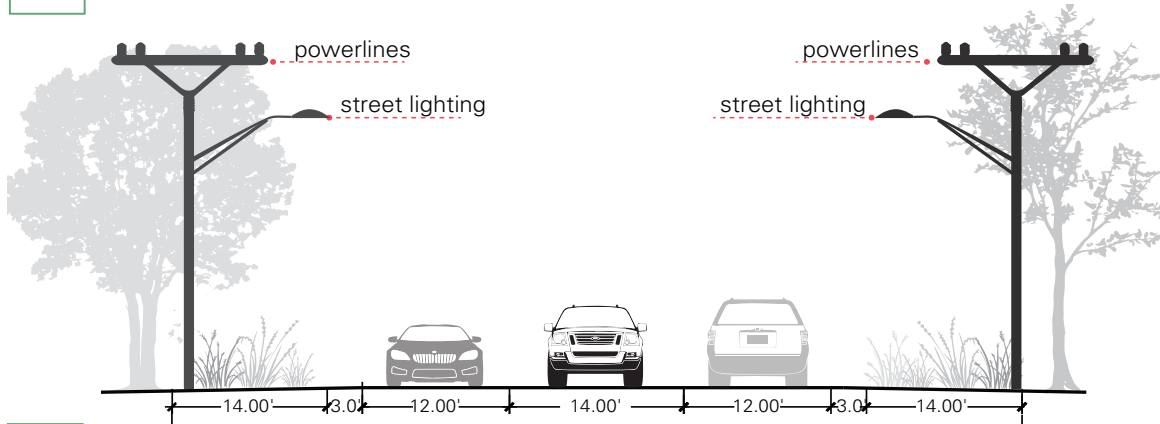 powerlines
powerlines
street lighting
street lighting
14.00' 3.0' 12.00' 14.00' 12.00' 3.0' 14.00'